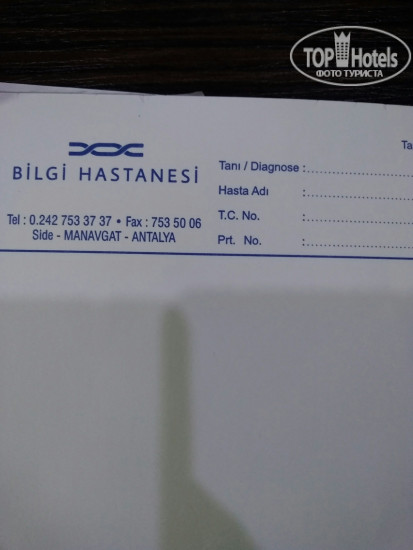 TOP Hotels
ФОТО ТУРИСТА
BİLGİ HASTANESİ
Tel : 0.242 753 37 37 • Fax : 753 50 06
Side - MANAVGAT - ANTALYA
Ta
Tanı / Diagnose :
Hasta Adı :
T.C. No. :
Prt. No. :